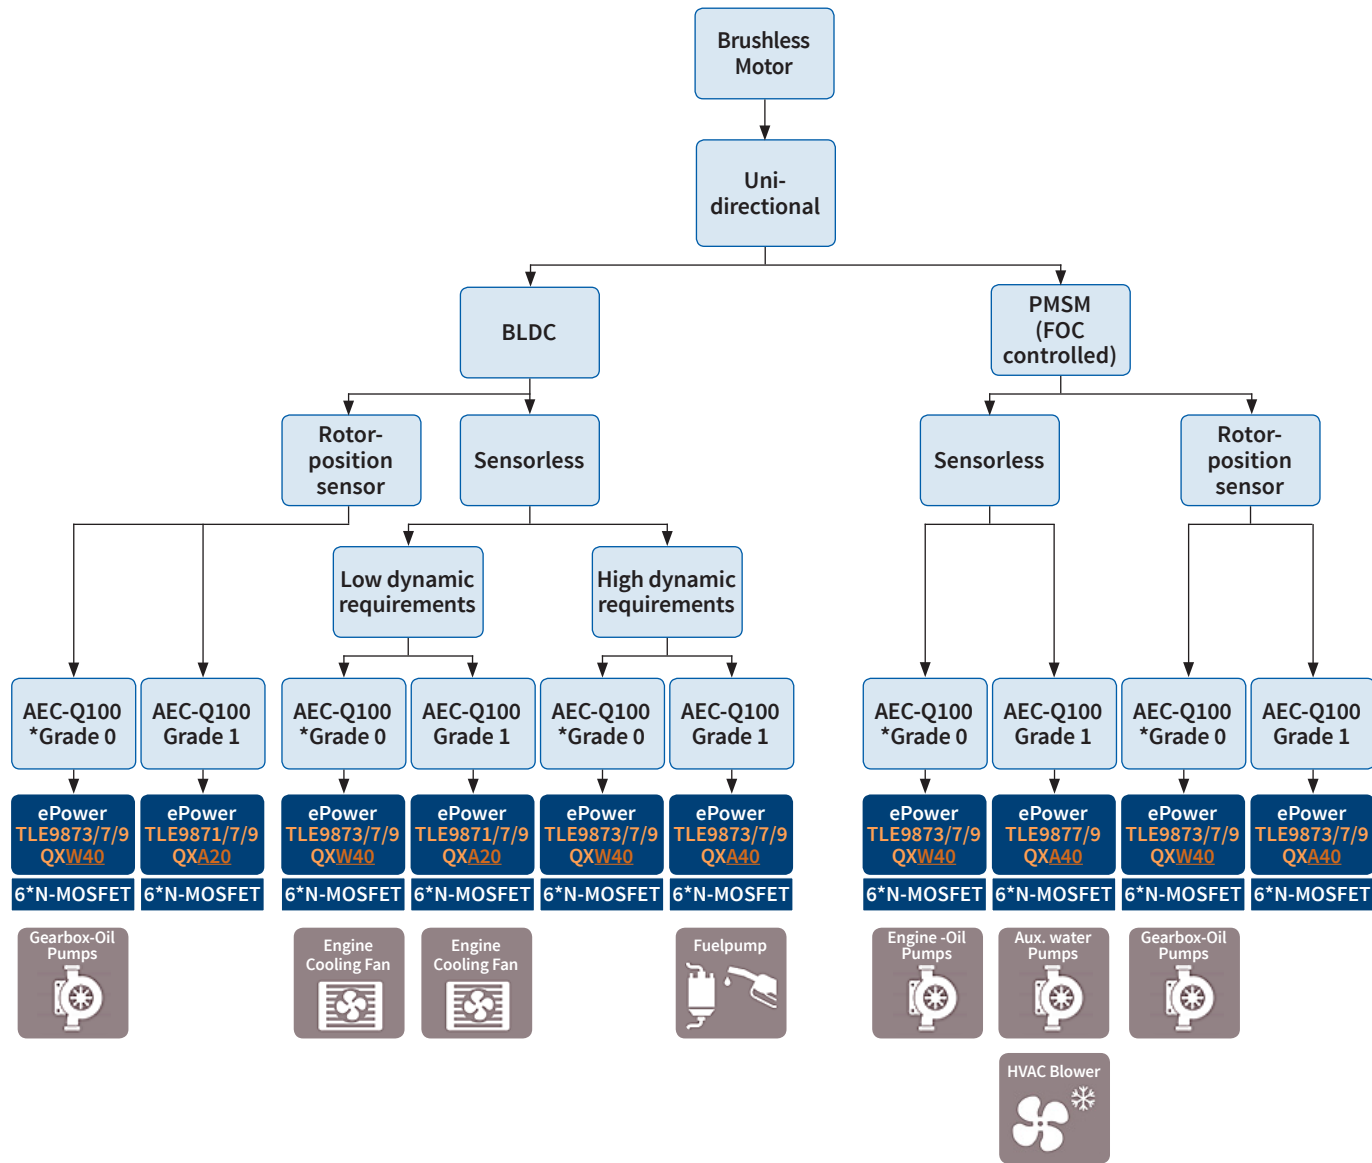 Brushless
Motor
Uni-
directional
BLDC
PMSM
(FOC
controlled)
Rotor-
position
sensor
Sensorless
Sensorless
Rotor-
position
sensor
Low dynamic
requirements
High dynamic
requirements
AEC-Q100
*Grade 0
AEC-Q100
Grade 1
AEC-Q100
*Grade 0
AEC-Q100
Grade 1
AEC-Q100
*Grade 0
AEC-Q100
Grade 1
AEC-Q100
*Grade 0
AEC-Q100
Grade 1
AEC-Q100
*Grade 0
AEC-Q100
Grade 1
ePower
TLE9873/7/9
QXW40
ePower
TLE9871/7/9
QXA20
ePower
TLE9873/7/9
QXW40
ePower
TLE9871/7/9
QXA20
ePower
TLE9873/7/9
QXW40
ePower
TLE9873/7/9
QXA40
ePower
TLE9873/7/9
QXW40
ePower
TLE9877/9
QXA40
ePower
TLE9873/7/9
QXW40
ePower
TLE9873/7/9
QXA40
6*N-MOSFET
6*N-MOSFET
6*N-MOSFET
6*N-MOSFET
6*N-MOSFET
6*N-MOSFET
6*N-MOSFET
6*N-MOSFET
6*N-MOSFET
6*N-MOSFET
Gearbox-Oil
Pumps
Engine
Cooling Fan
Engine
Cooling Fan
Fuelpump
Engine -Oil
Pumps
Aux. water
Pumps
Gearbox-Oil
Pumps
HVAC Blower